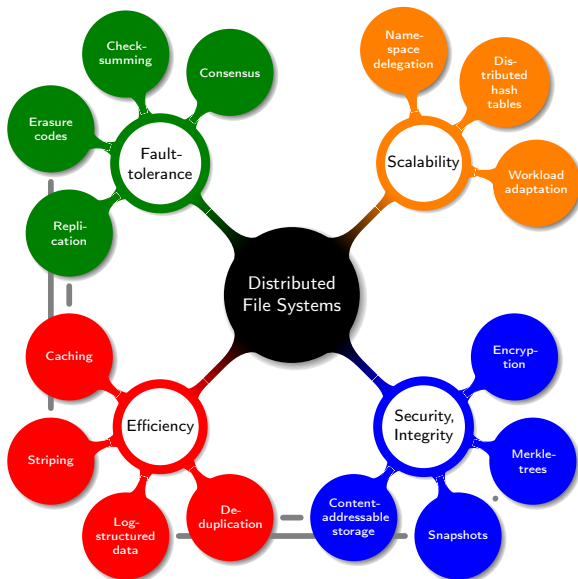 Check-
summing
Consensus
Erasure
codes
Fault-
tolerance
Repli-
cation
Name-
space
delegation
Dis-
tributed
hash
tables
Scalability
Workload
adaptation
Distributed
File Systems
Caching
Efficiency
Striping
Log-
structured
data
De-
duplication
Encryp-
tion
Security,
Integrity
Merkle-
trees
Content-
addressable
storage
Snapshots